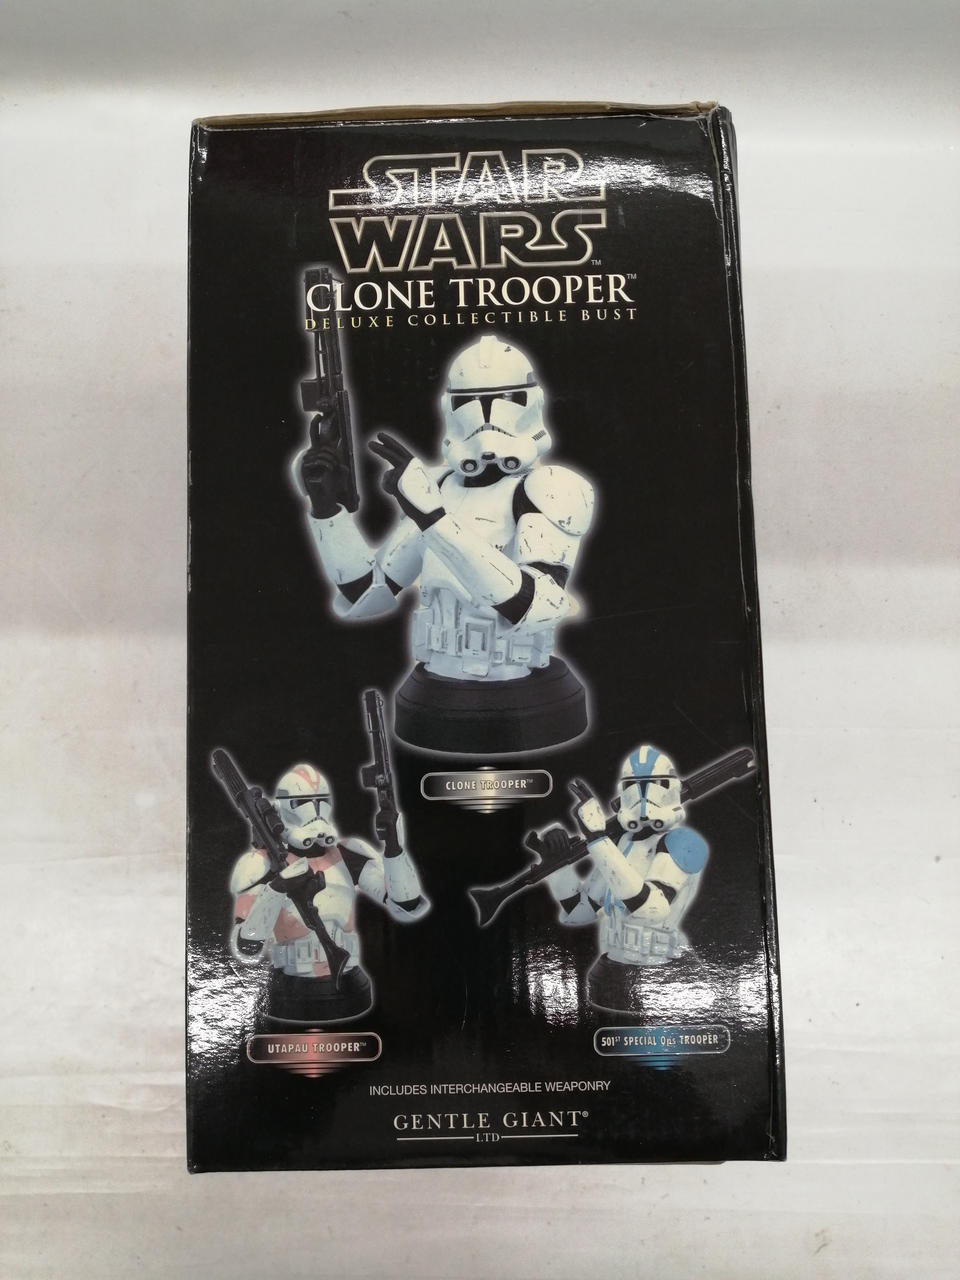 STAR
WARS™
CLONE TROOPER™
DELUXE COLLECTIBLE BUST
CLONE TROOPER™
UTAPAU TROOPER™
501ST SPECIAL Ops TROOPER™
INCLUDES INTERCHANGEABLE WEAPONRY
GENTLE GIANT®
LTD